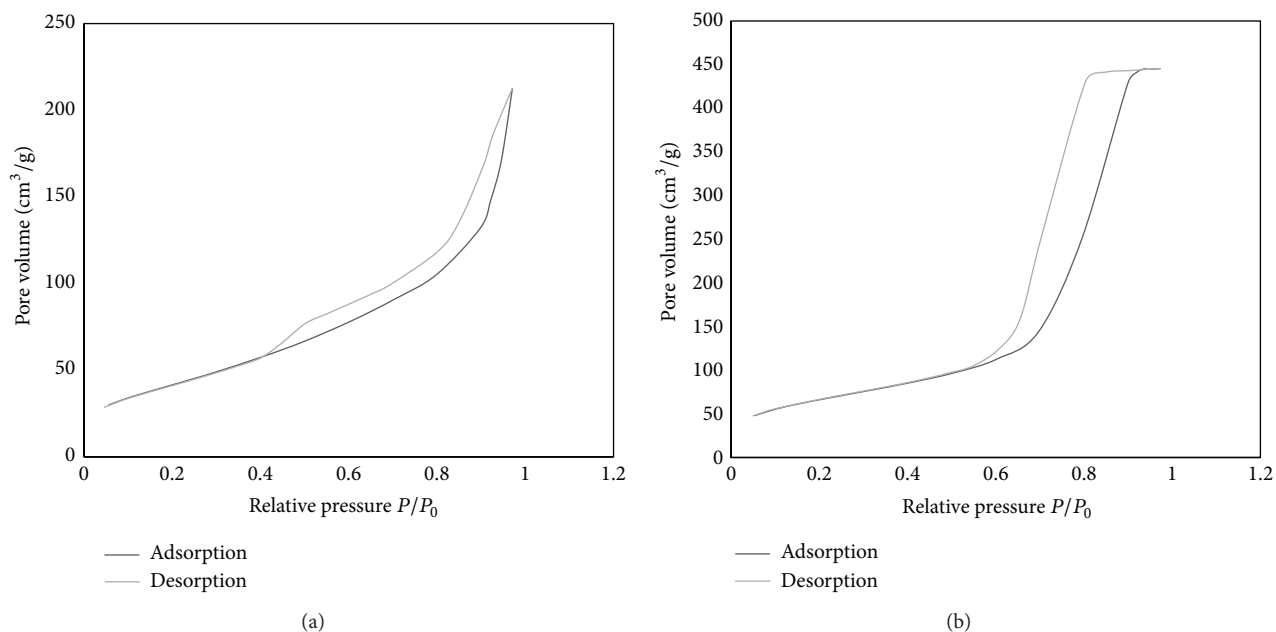 250
200
150
100
50
0
Pore volume (cm³/g)
0 0.2 0.4 0.6 0.8 1 1.2
Relative pressure P/P₀
Adsorption
Desorption
(a)
500
450
400
350
300
250
200
150
100
50
0
Pore volume (cm³/g)
0 0.2 0.4 0.6 0.8 1 1.2
Relative pressure P/P₀
Adsorption
Desorption
(b)